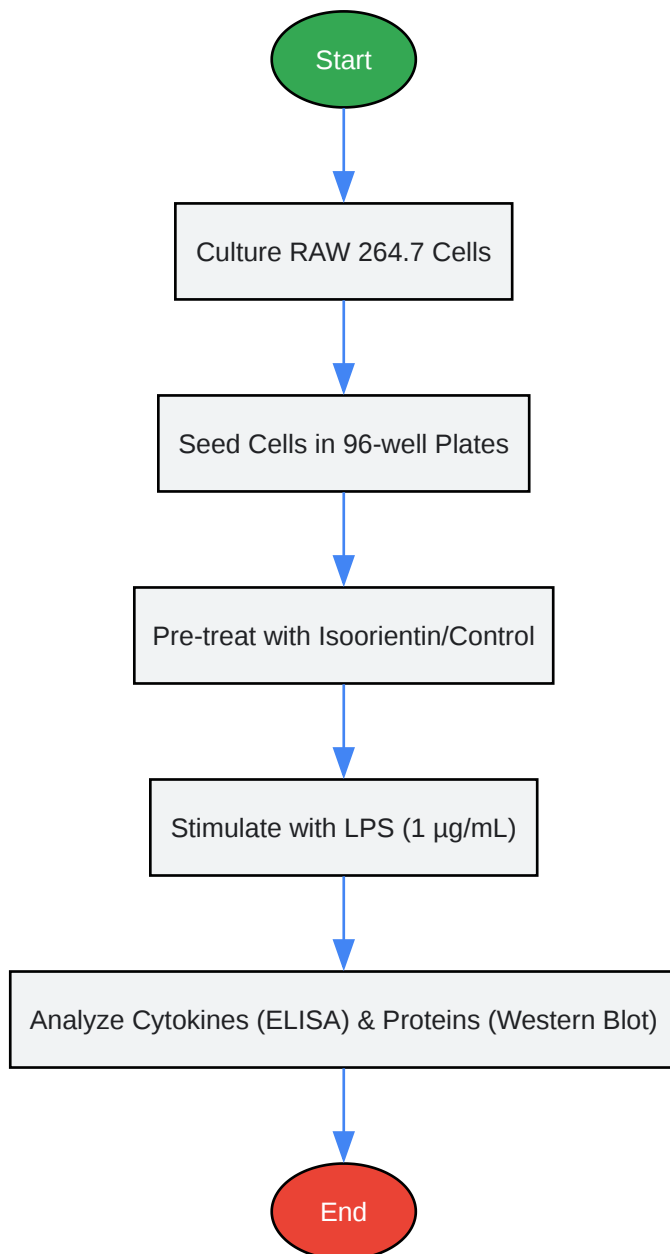 Start
Culture RAW 264.7 Cells
Seed Cells in 96-well Plates
Pre-treat with Isoorientin/Control
Stimulate with LPS (1 µg/mL)
Analyze Cytokines (ELISA) & Proteins (Western Blot)
End